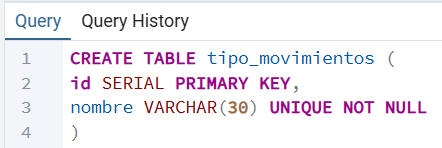 Query Query History
1 CREATE TABLE tipo_movimientos (
2 id SERIAL PRIMARY KEY,
3 nombre VARCHAR(30) UNIQUE NOT NULL
4 )